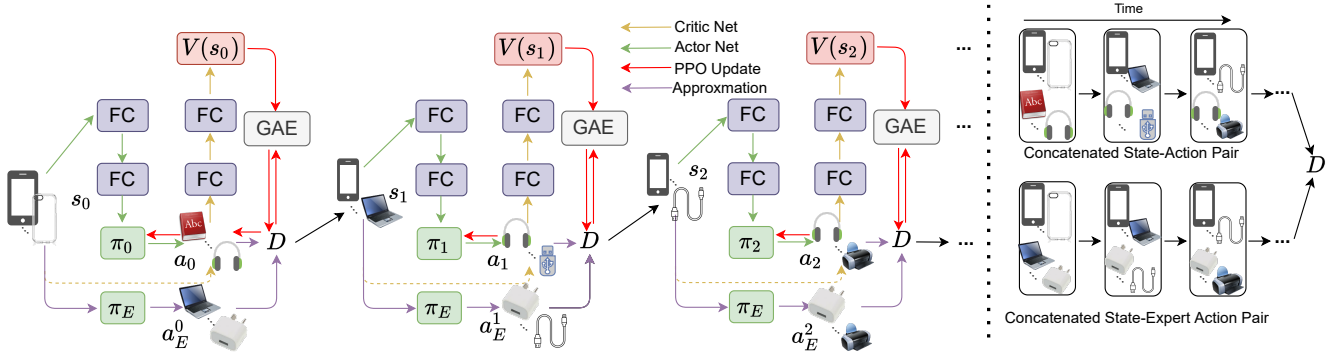 Critic Net
Actor Net
PPO Update
Approxmation
V(s₀)
FC
FC
GAE
FC
FC
s₀
π₀
Abc
a₀
D
π_E
a_E^0
V(s₁)
FC
FC
GAE
FC
FC
s₁
π₁
a₁
D
π_E
a_E^1
V(s₂)
...
FC
FC
GAE
...
FC
FC
s₂
π₂
a₂
D
...
π_E
a_E^2
Time
Abc
...
Concatenated State-Action Pair
D
...
Concatenated State-Expert Action Pair